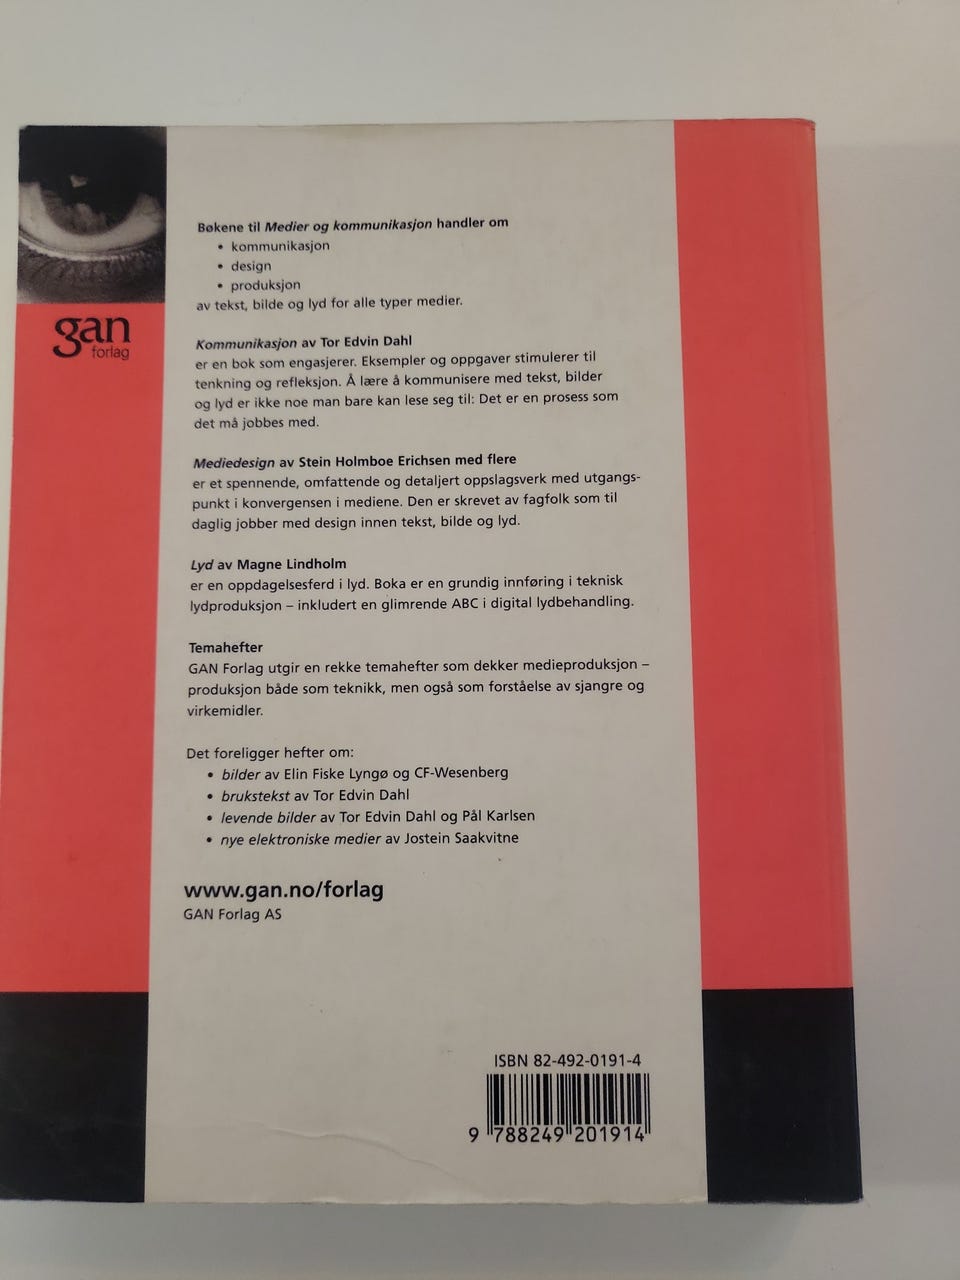 gan
forlag
Bøkene til Medier og kommunikasjon handler om
• kommunikasjon
• design
• produksjon
av tekst, bilde og lyd for alle typer medier.
Kommunikasjon av Tor Edvin Dahl
er en bok som engasjerer. Eksempler og oppgaver stimulerer til
tenkning og refleksjon. Å lære å kommunisere med tekst, bilder
og lyd er ikke noe man bare kan lese seg til: Det er en prosess som
det må jobbes med.
Mediedesign av Stein Holmboe Erichsen med flere
er et spennende, omfattende og detaljert oppslagsverk med utgangs-
punkt i konvergensen i mediene. Den er skrevet av fagfolk som til
daglig jobber med design innen tekst, bilde og lyd.
Lyd av Magne Lindholm
er en oppdagelsesferd i lyd. Boka er en grundig innføring i teknisk
lydproduksjon – inkludert en glimrende ABC i digital lydbehandling.
Temahefter
GAN Forlag utgir en rekke temahefter som dekker medieproduksjon –
produksjon både som teknikk, men også som forståelse av sjangre og
virkemidler.
Det foreligger hefter om:
• bilder av Elin Fiske Lyngø og CF-Wesenberg
• brukstekst av Tor Edvin Dahl
• levende bilder av Tor Edvin Dahl og Pål Karlsen
• nye elektroniske medier av Jostein Saakvitne
www.gan.no/forlag
GAN Forlag AS
ISBN 82-492-0191-4
9 788249 201914